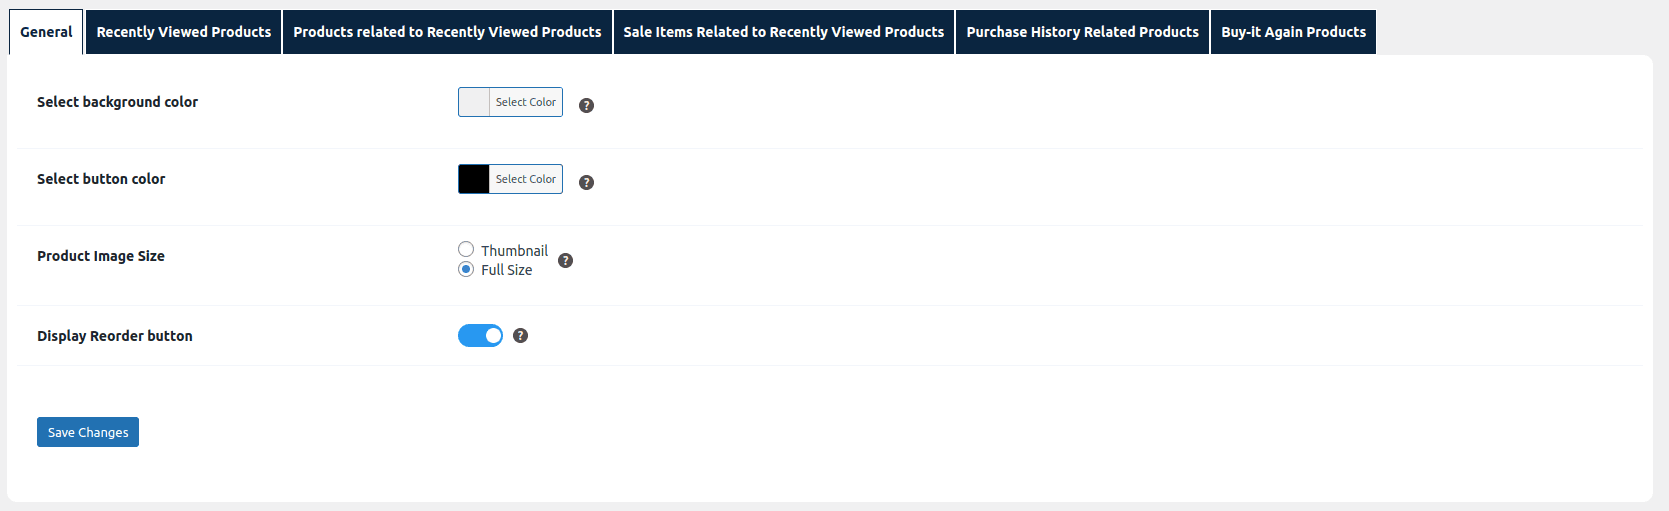 General
Recently Viewed Products
Products related to Recently Viewed Products
Sale Items Related to Recently Viewed Products
Purchase History Related Products
Buy-it Again Products
Select background color
Select Color
?
Select button color
Select Color
?
Product Image Size
Thumbnail
Full Size
?
Display Reorder button
?
Save Changes